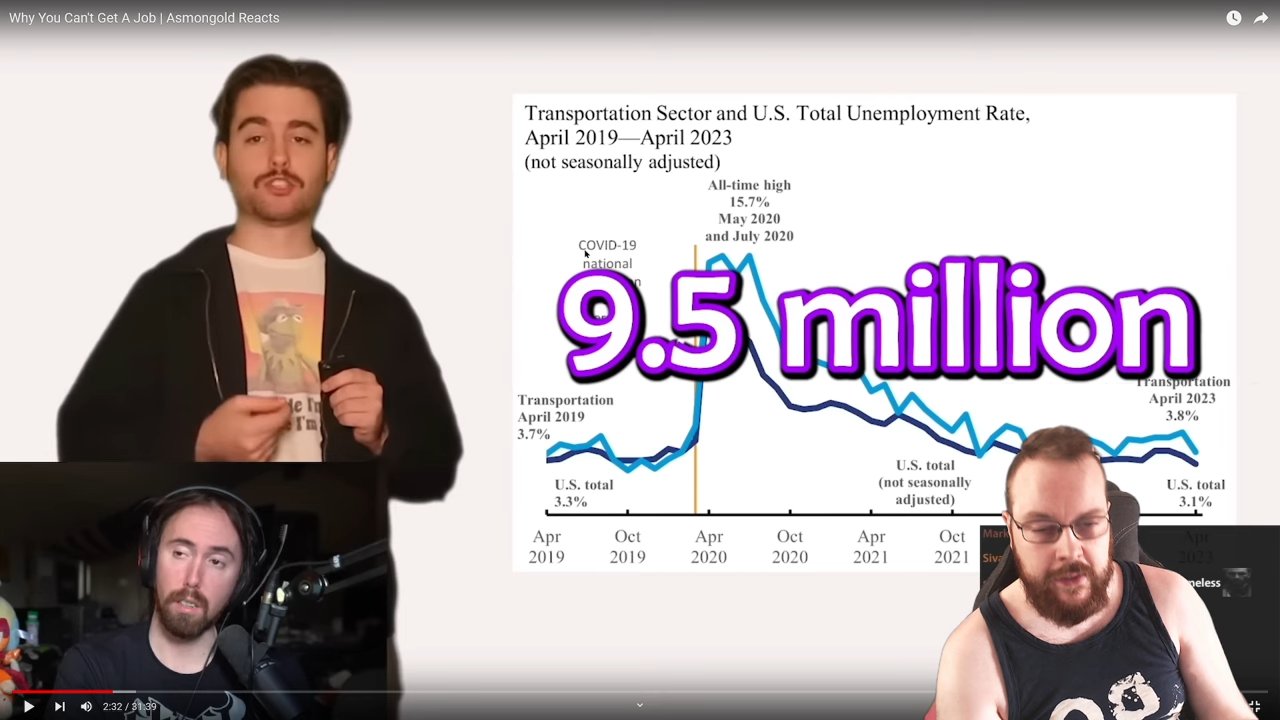 Why You Can't Get A Job | Asmongold Reacts
Transportation Sector and U.S. Total Unemployment Rate,
April 2019—April 2023
(not seasonally adjusted)
All-time high
15.7%
May 2020
and July 2020
COVID-19
national
9.5 million
Transportation
April 2019
3.7%
Transportation
April 2023
3.8%
U.S. total
3.3%
U.S. total
(not seasonally
adjusted)
U.S. total
3.1%
Apr
2019
Oct
2019
Apr
2020
Oct
2020
Apr
2021
Oct
2021
Apr
2023
2:32 / 31:39